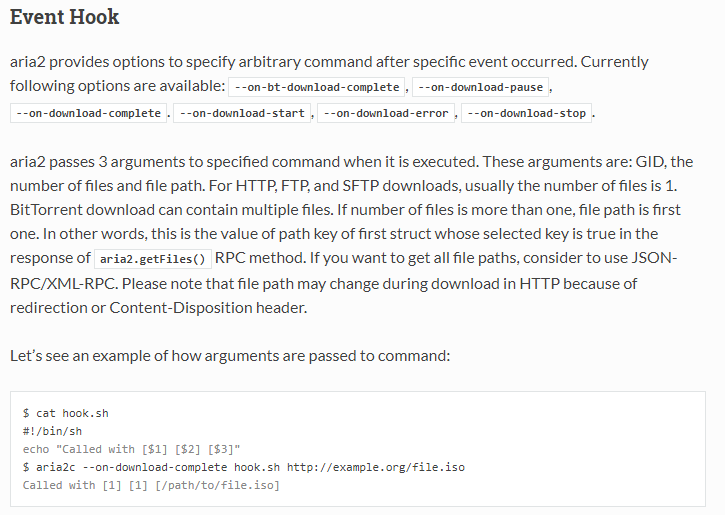 Event Hook
aria2 provides options to specify arbitrary command after specific event occurred. Currently
following options are available: --on-bt-download-complete , --on-download-pause ,
--on-download-complete . --on-download-start , --on-download-error , --on-download-stop .
aria2 passes 3 arguments to specified command when it is executed. These arguments are: GID, the
number of files and file path. For HTTP, FTP, and SFTP downloads, usually the number of files is 1.
BitTorrent download can contain multiple files. If number of files is more than one, file path is first
one. In other words, this is the value of path key of first struct whose selected key is true in the
response of aria2.getFiles() RPC method. If you want to get all file paths, consider to use JSON-
RPC/XML-RPC. Please note that file path may change during download in HTTP because of
redirection or Content-Disposition header.
Let’s see an example of how arguments are passed to command:
$ cat hook.sh
#!/bin/sh
echo "Called with [$1] [$2] [$3]"
$ aria2c --on-download-complete hook.sh http://example.org/file.iso
Called with [1] [1] [/path/to/file.iso]